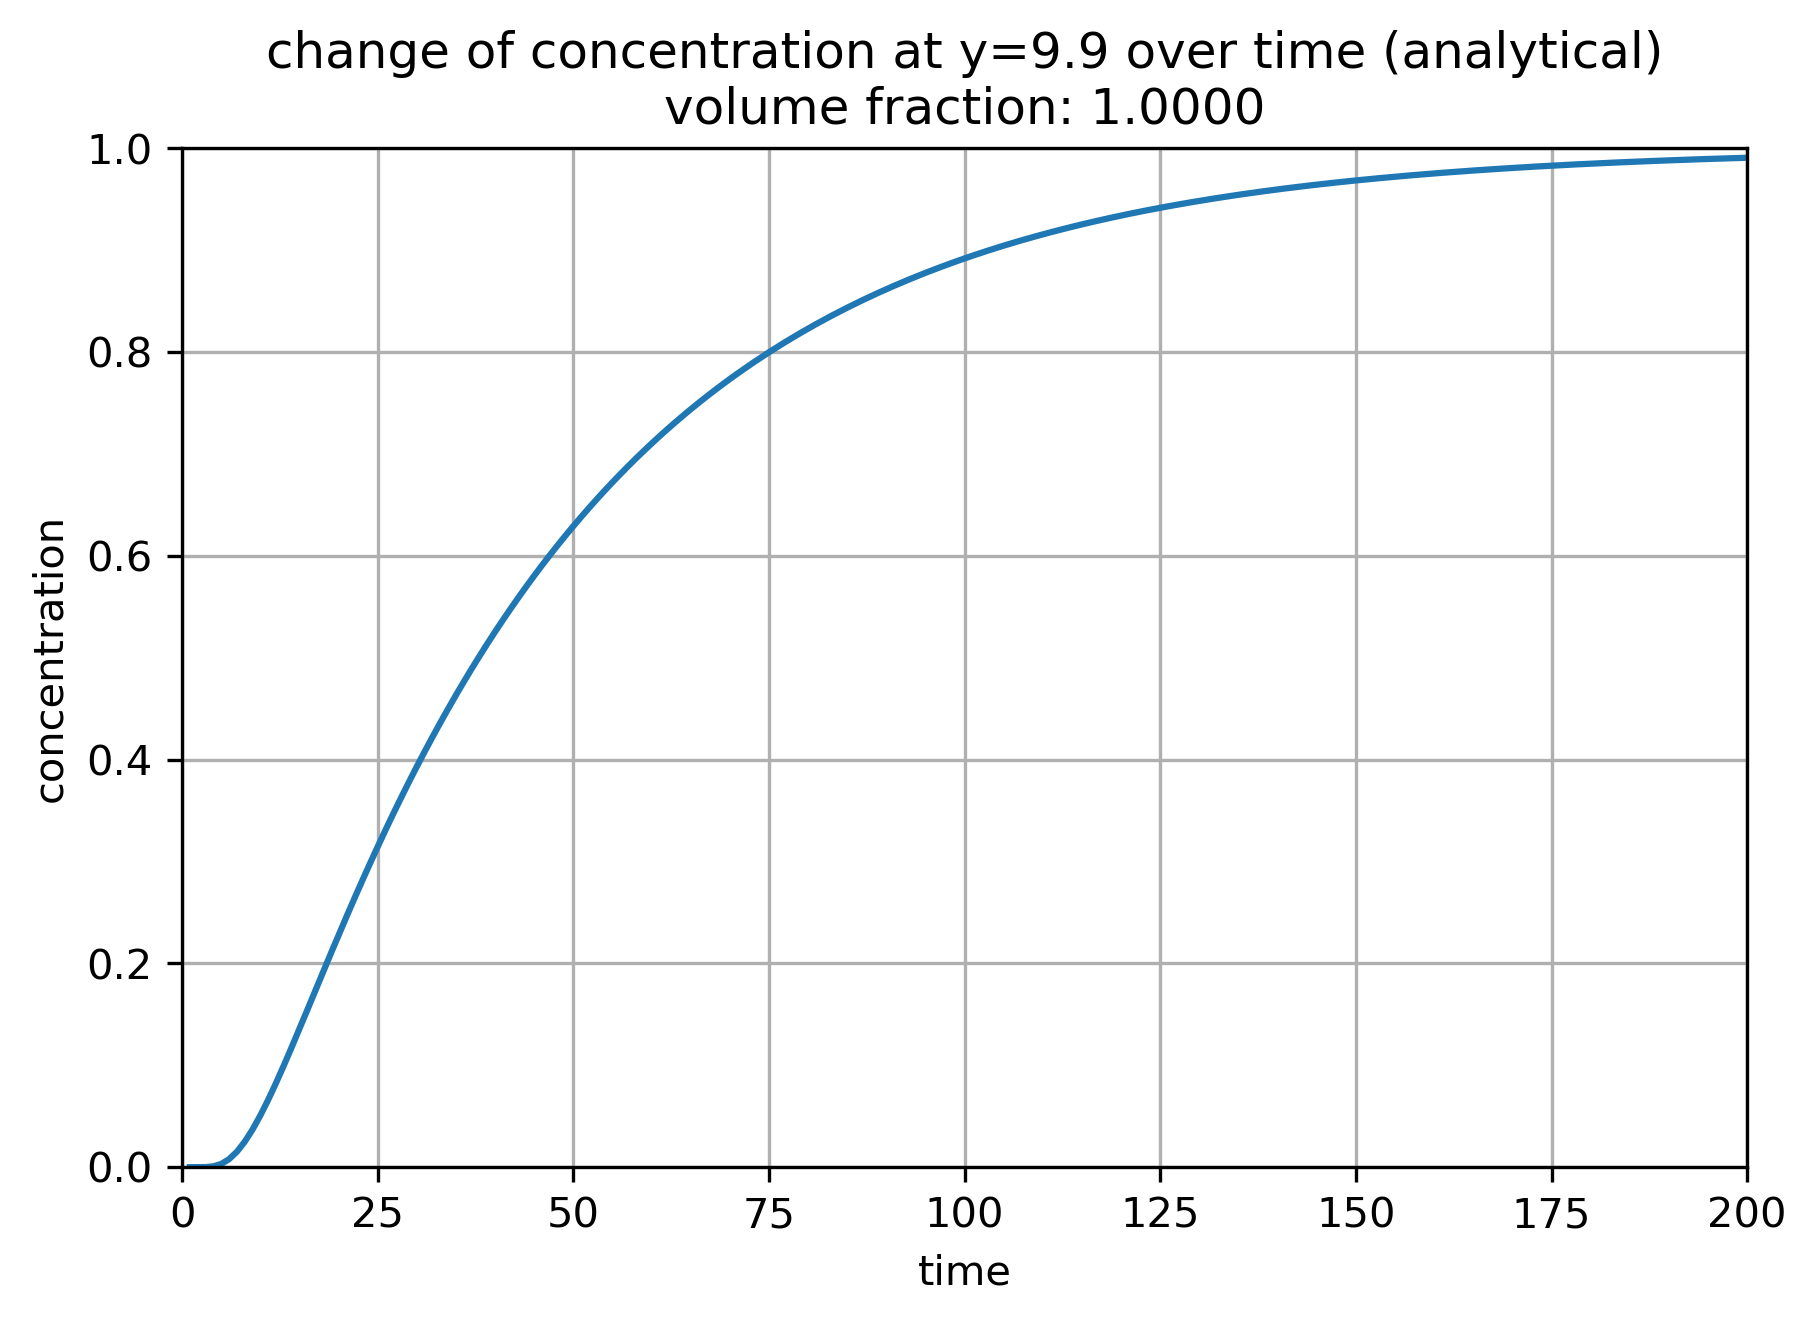 change of concentration at y=9.9 over time (analytical)
volume fraction: 1.0000
1.0
0.8
0.6
0.4
0.2
0.0
concentration
0 25 50 75 100 125 150 175 200
time